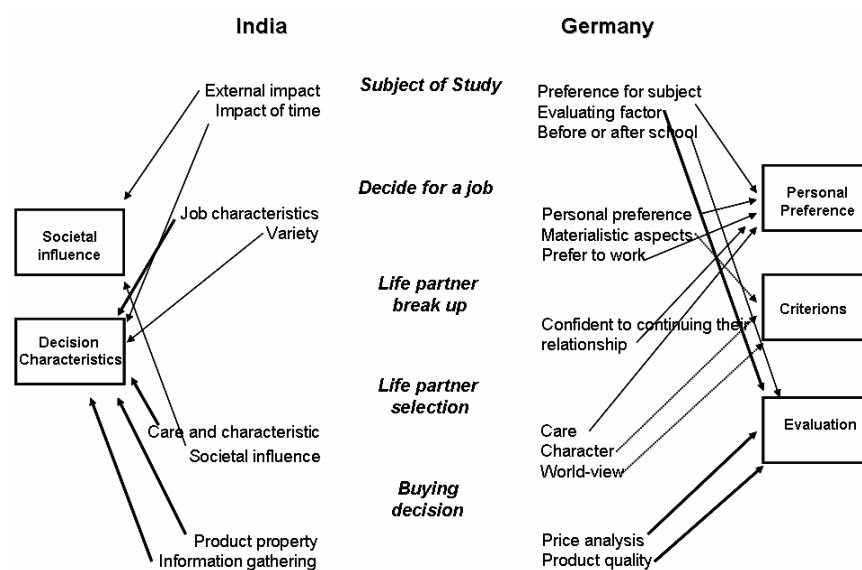 India
Germany
Subject of Study
External impact
Impact of time
Preference for subject
Evaluating factor
Before or after school
Decide for a job
Societal
influence
Job characteristics
Variety
Personal preference
Materialistic aspects
Prefer to work
Personal
Preference
Life partner
break up
Decision
Characteristics
Confident to continuing their
relationship
Criterions
Life partner
selection
Care and characteristic
Societal influence
Care
Character
World-view
Evaluation
Buying
decision
Product property
Information gathering
Price analysis
Product quality